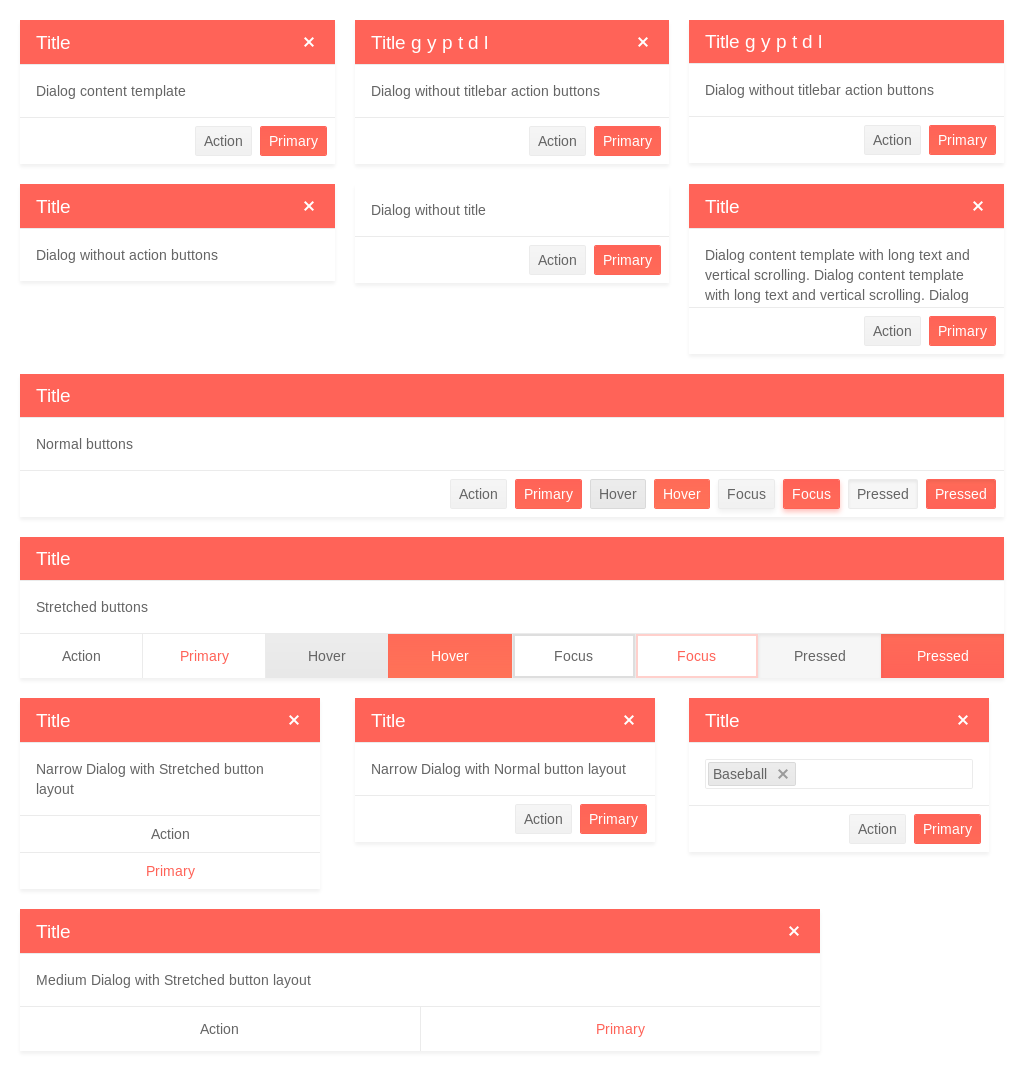 Title
Dialog content template
Action Primary
Title g y p t d l
Dialog without titlebar action buttons
Action Primary
Title g y p t d l
Dialog without titlebar action buttons
Action Primary
Title
Dialog without action buttons
Dialog without title
Action Primary
Title
Dialog content template with long text and
vertical scrolling. Dialog content template
with long text and vertical scrolling. Dialog
Action Primary
Title
Normal buttons
Action Primary Hover Hover Focus Focus Pressed Pressed
Title
Stretched buttons
Action Primary Hover Hover Focus Focus Pressed Pressed
Title
Narrow Dialog with Stretched button
layout
Action
Primary
Title
Narrow Dialog with Normal button layout
Action Primary
Title
Baseball
Action Primary
Title
Medium Dialog with Stretched button layout
Action Primary